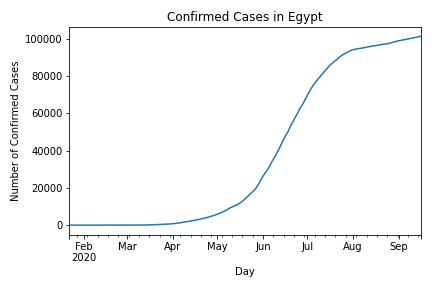 Confirmed Cases in Egypt
Number of Confirmed Cases
100000
80000
60000
40000
20000
0
Feb Mar Apr May Jun Jul Aug Sep
2020
Day